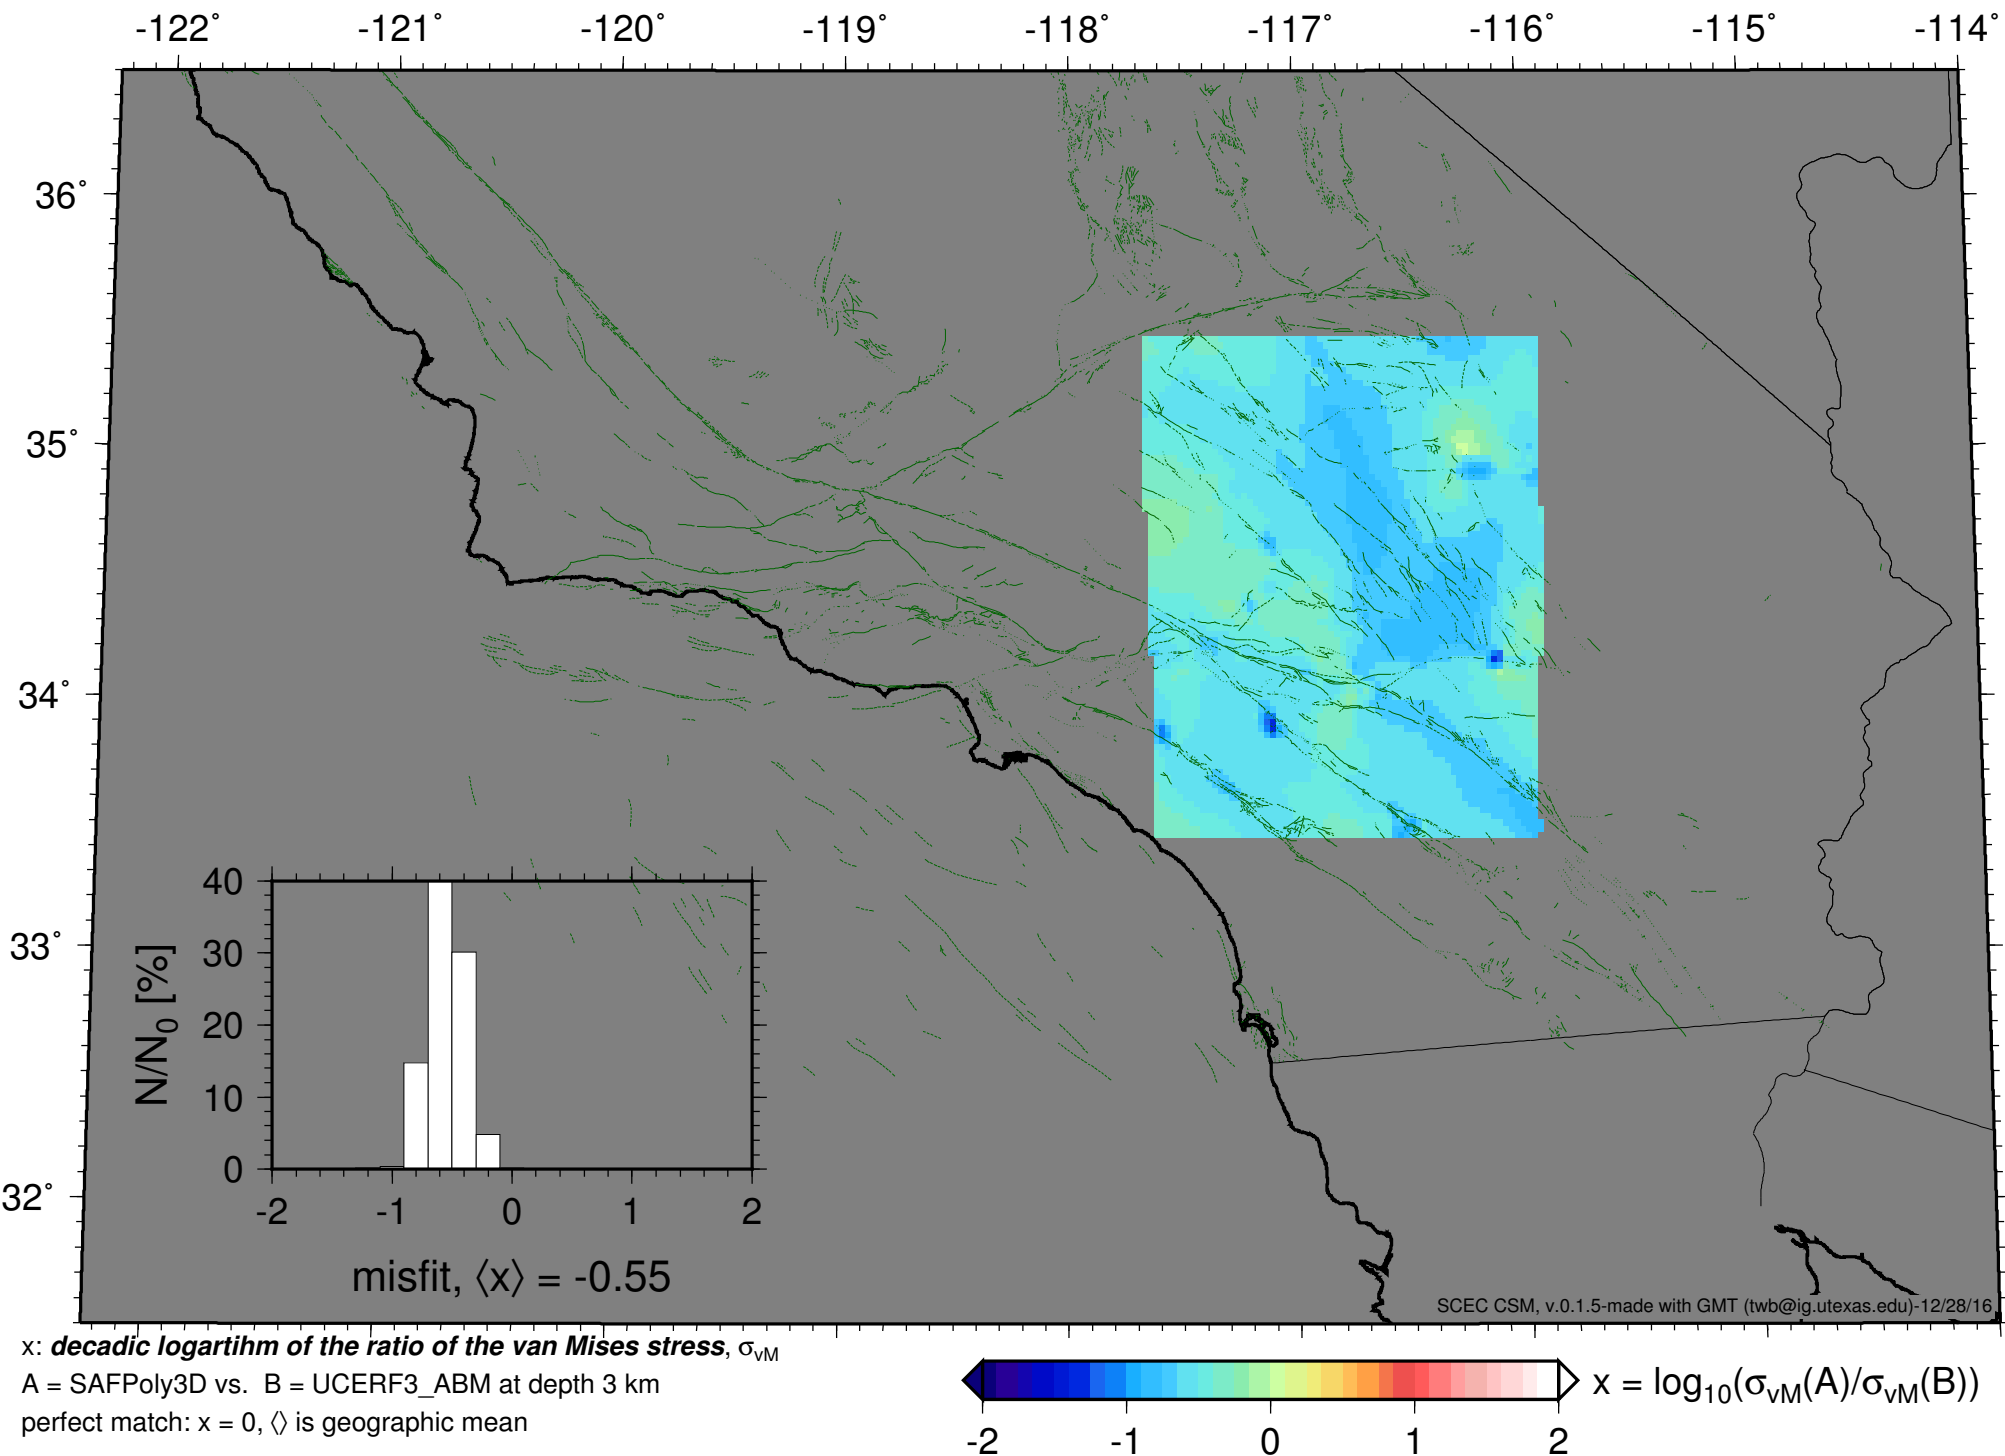 -122° -121° -120° -119° -118° -117° -116° -115° -114°
36°
35°
34°
33°
32°
40
30
20
10
0
N/N0 [%]
-2 -1 0 1 2
misfit, ⟨x⟩ = -0.55
SCEC CSM, v.0.1.5-made with GMT (twb@ig.utexas.edu)-12/28/16
x: decadic logartihm of the ratio of the van Mises stress, σvM
A = SAFPoly3D vs. B = UCERF3_ABM at depth 3 km
perfect match: x = 0, ⟨⟩ is geographic mean
x = log10(σvM(A)/σvM(B))
-2 -1 0 1 2